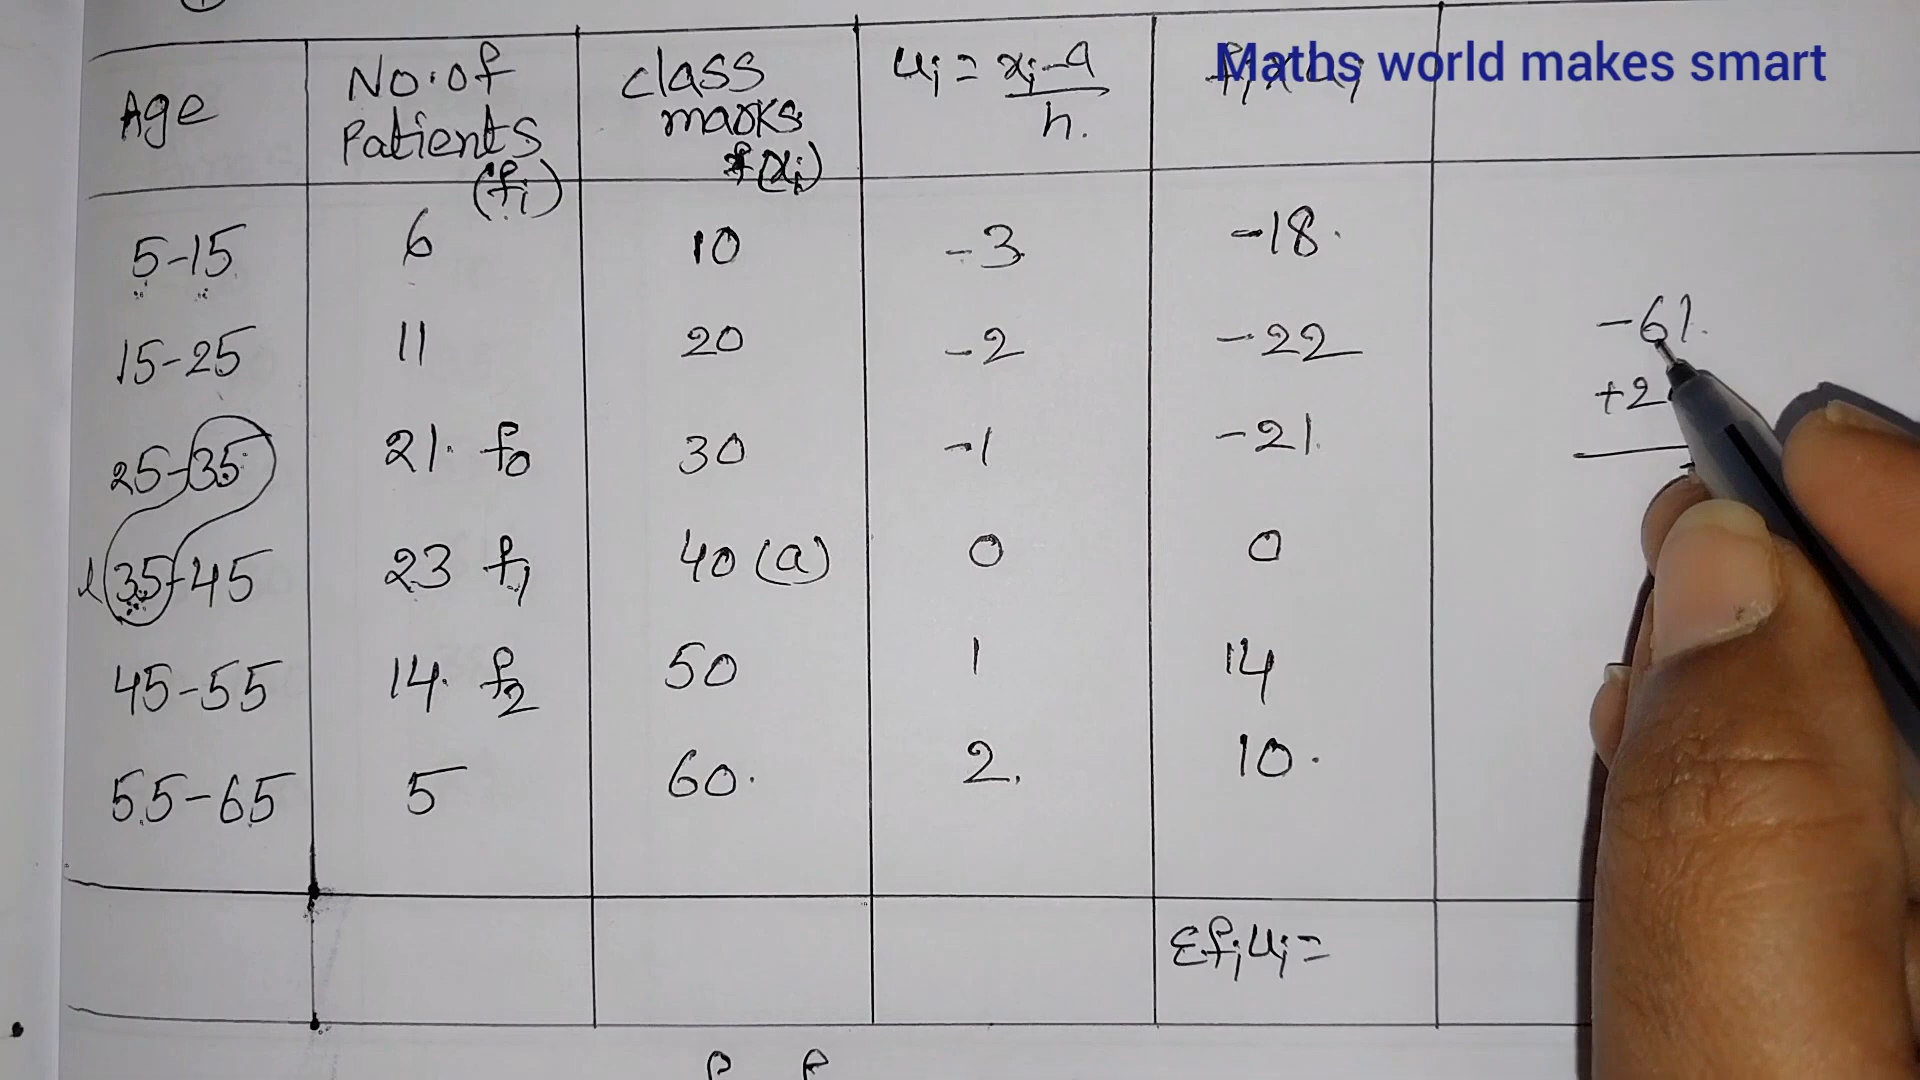 Maths world makes smart
Age
No. of Patients (fi)
class marks (xi)
ui = xi-a / h.
5-15 6 10 -3 -18.
15-25 11 20 -2 -22
25-35 21. f0 30 -1 -21.
l 35-45 23 f1 40 (a) 0 0
45-55 14. f2 50 1 14
55-65 5 60. 2. 10.
Σfiui =
-61.
+2